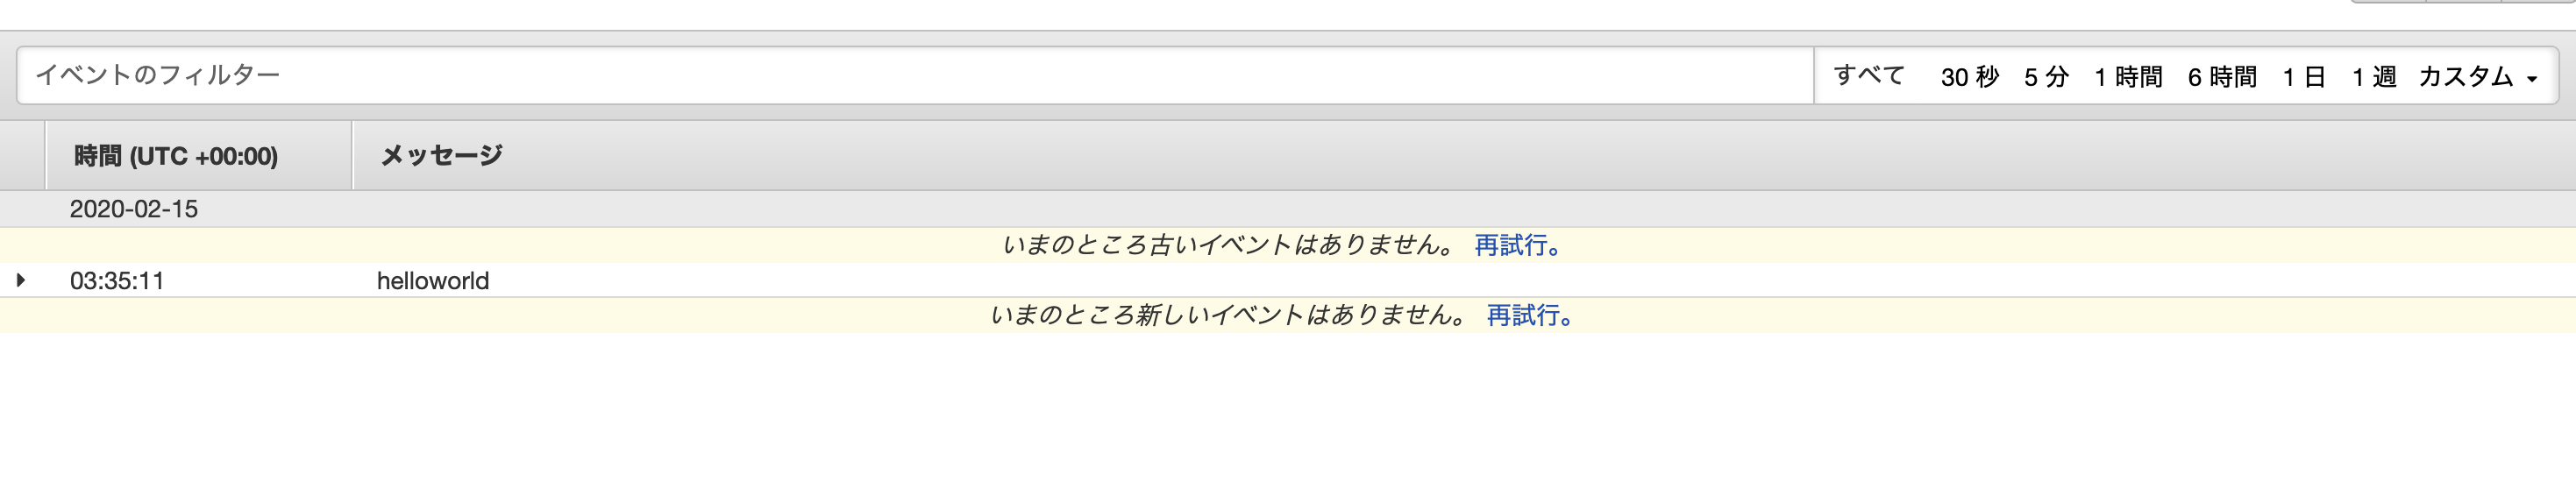 イベントのフィルター すべて 30 秒 5 分 1 時間 6 時間 1 日 1 週 カスタム
時間 (UTC +00:00) メッセージ
2020-02-15
いまのところ古いイベントはありません。 再試行。
03:35:11 helloworld
いまのところ新しいイベントはありません。 再試行。